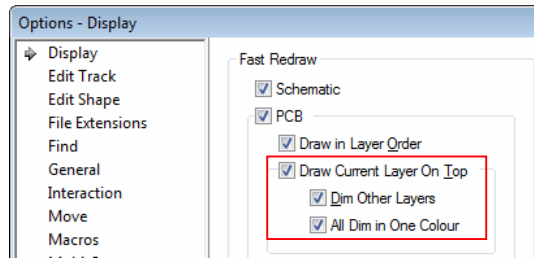 Options - Display
Display
Edit Track
Edit Shape
File Extensions
Find
General
Interaction
Move
Macros
Fast Redraw
Schematic
PCB
Draw in Layer Order
Draw Current Layer On Top
Dim Other Layers
All Dim in One Colour